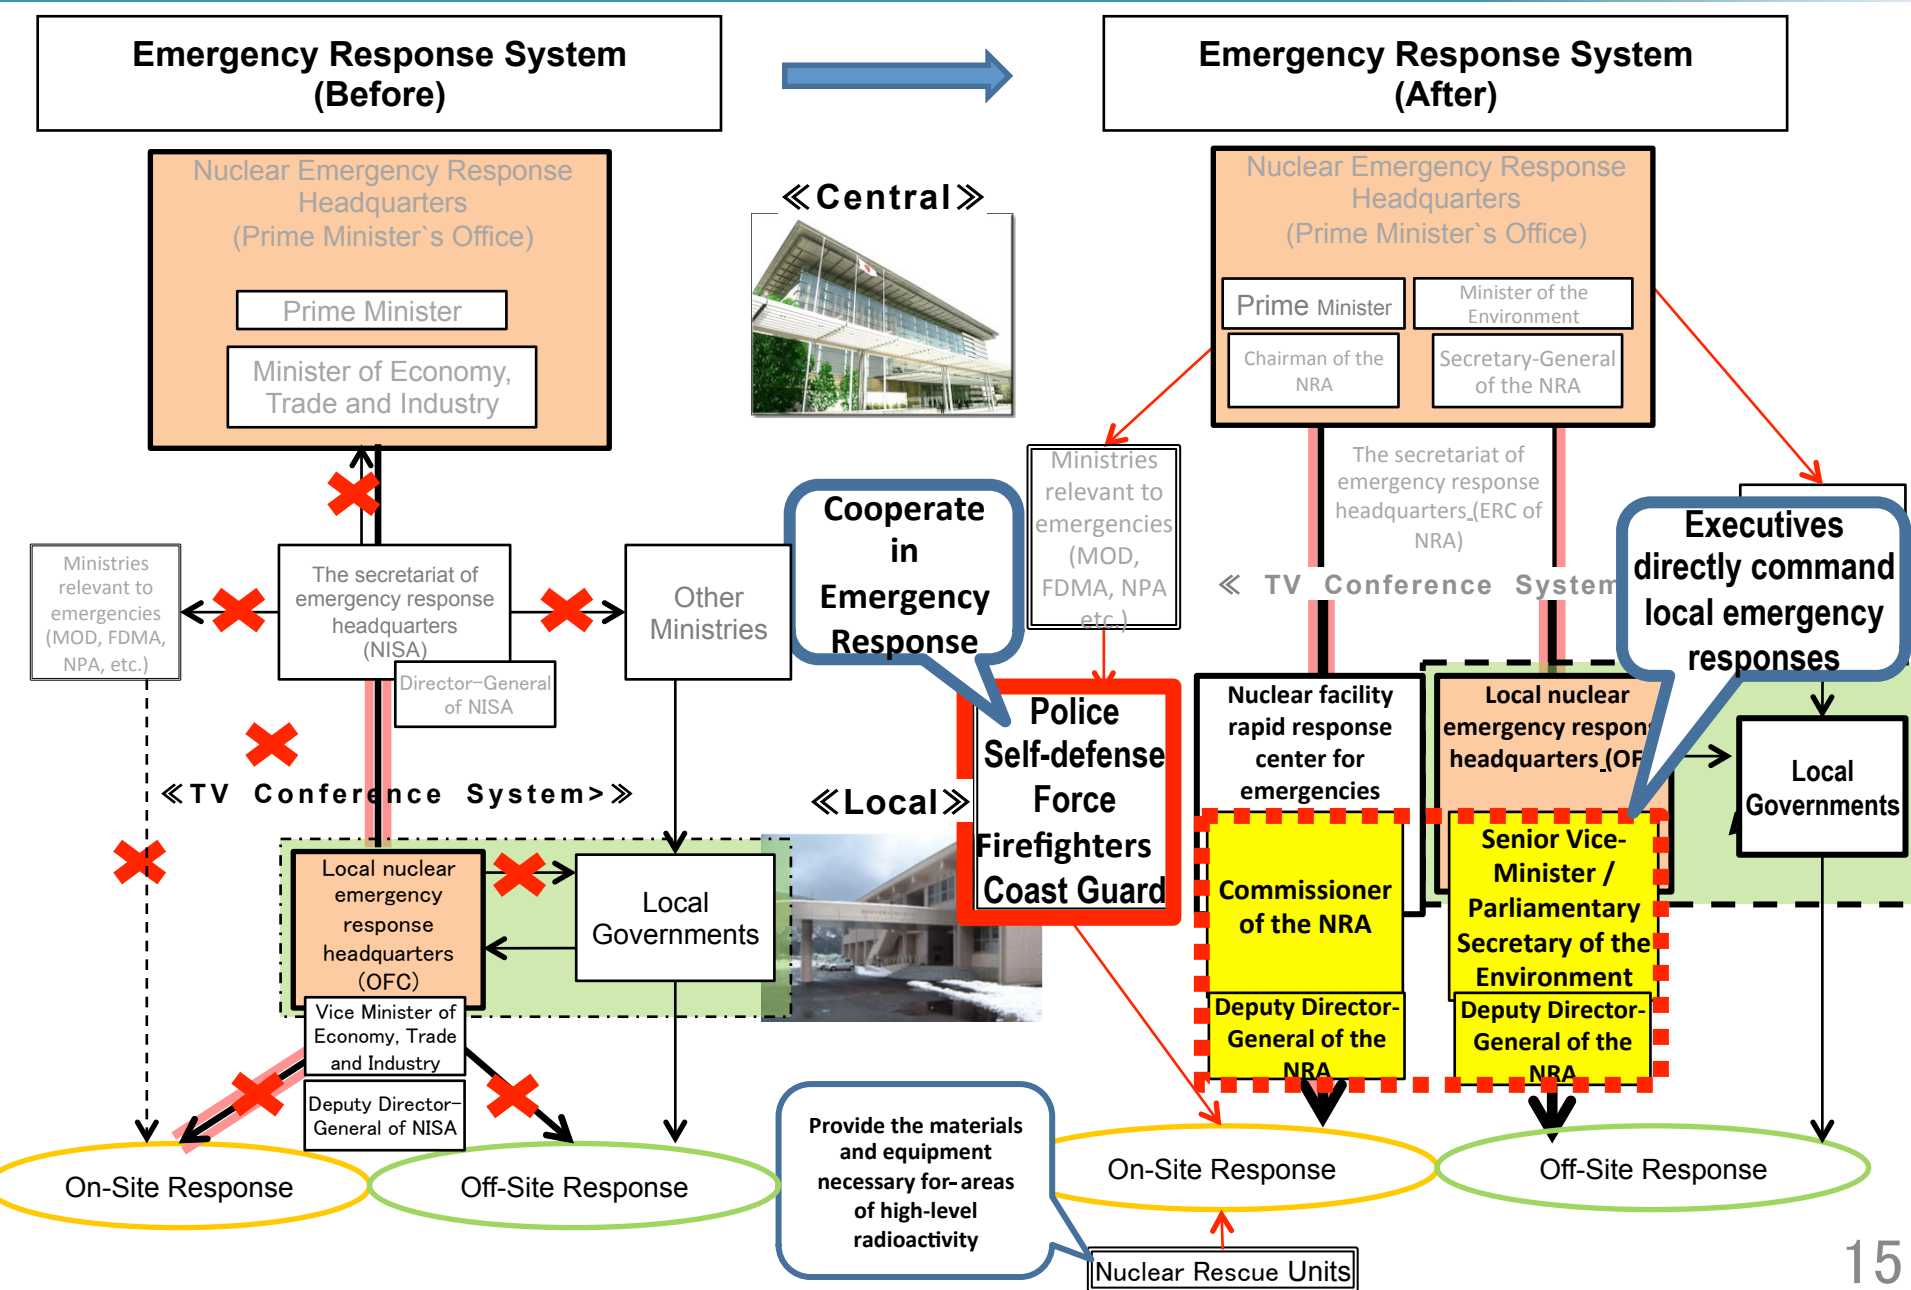 Emergency Response System
(Before)
Emergency Response System
(After)
Nuclear Emergency Response
Headquarters
(Prime Minister`s Office)
Prime Minister
Minister of Economy,
Trade and Industry
Ministries
relevant to
emergencies
(MOD, FDMA,
NPA, etc.)
The secretariat of
emergency response
headquarters
(NISA)
Director-General
of NISA
Other
Ministries
≪TV Conference System>≫
Local nuclear
emergency
response
headquarters
(OFC)
Local
Governments
Vice Minister of
Economy, Trade
and Industry
Deputy Director-
General of NISA
On-Site Response
Off-Site Response
≪Central≫
≪Local≫
Nuclear Emergency Response
Headquarters
(Prime Minister`s Office)
Prime Minister
Minister of the
Environment
Chairman of the
NRA
Secretary-General
of the NRA
Ministries
relevant to
emergencies
(MOD,
FDMA, NPA
etc.)
The secretariat of
emergency response
headquarters (ERC of
NRA)
≪ TV Conference System
Cooperate
in
Emergency
Response
Executives
directly command
local emergency
responses
Police
Self-defense
Force
Firefighters
Coast Guard
Nuclear facility
rapid response
center for
emergencies
Commissioner
of the NRA
Deputy Director-
General of the
NRA
Local nuclear
emergency respon
headquarters (OF
Senior Vice-
Minister /
Parliamentary
Secretary of the
Environment
Deputy Director-
General of the
NRA
Local
Governments
Provide the materials
and equipment
necessary for-areas
of high-level
radioactivity
On-Site Response
Off-Site Response
Nuclear Rescue Units
15